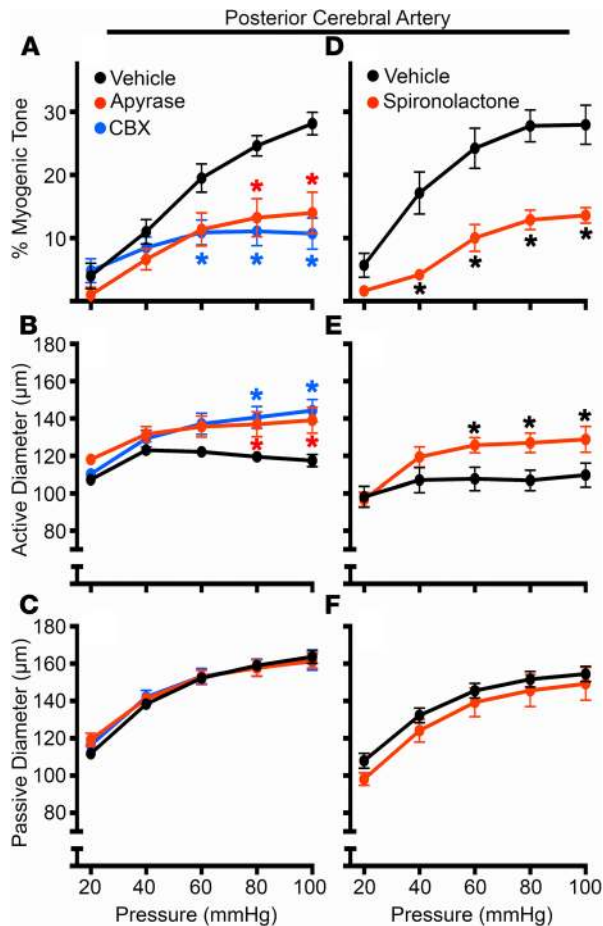 Posterior Cerebral Artery
A
Vehicle
Apyrase
CBX
% Myogenic Tone
30
20
10
*
*
*
*
*
D
Vehicle
Spironolactone
*
*
*
*
B
Active Diameter (µm)
180
160
140
120
100
80
*
*
*
*
E
*
*
*
C
Passive Diameter (µm)
180
160
140
120
100
80
20 40 60 80 100
Pressure (mmHg)
F
20 40 60 80 100
Pressure (mmHg)